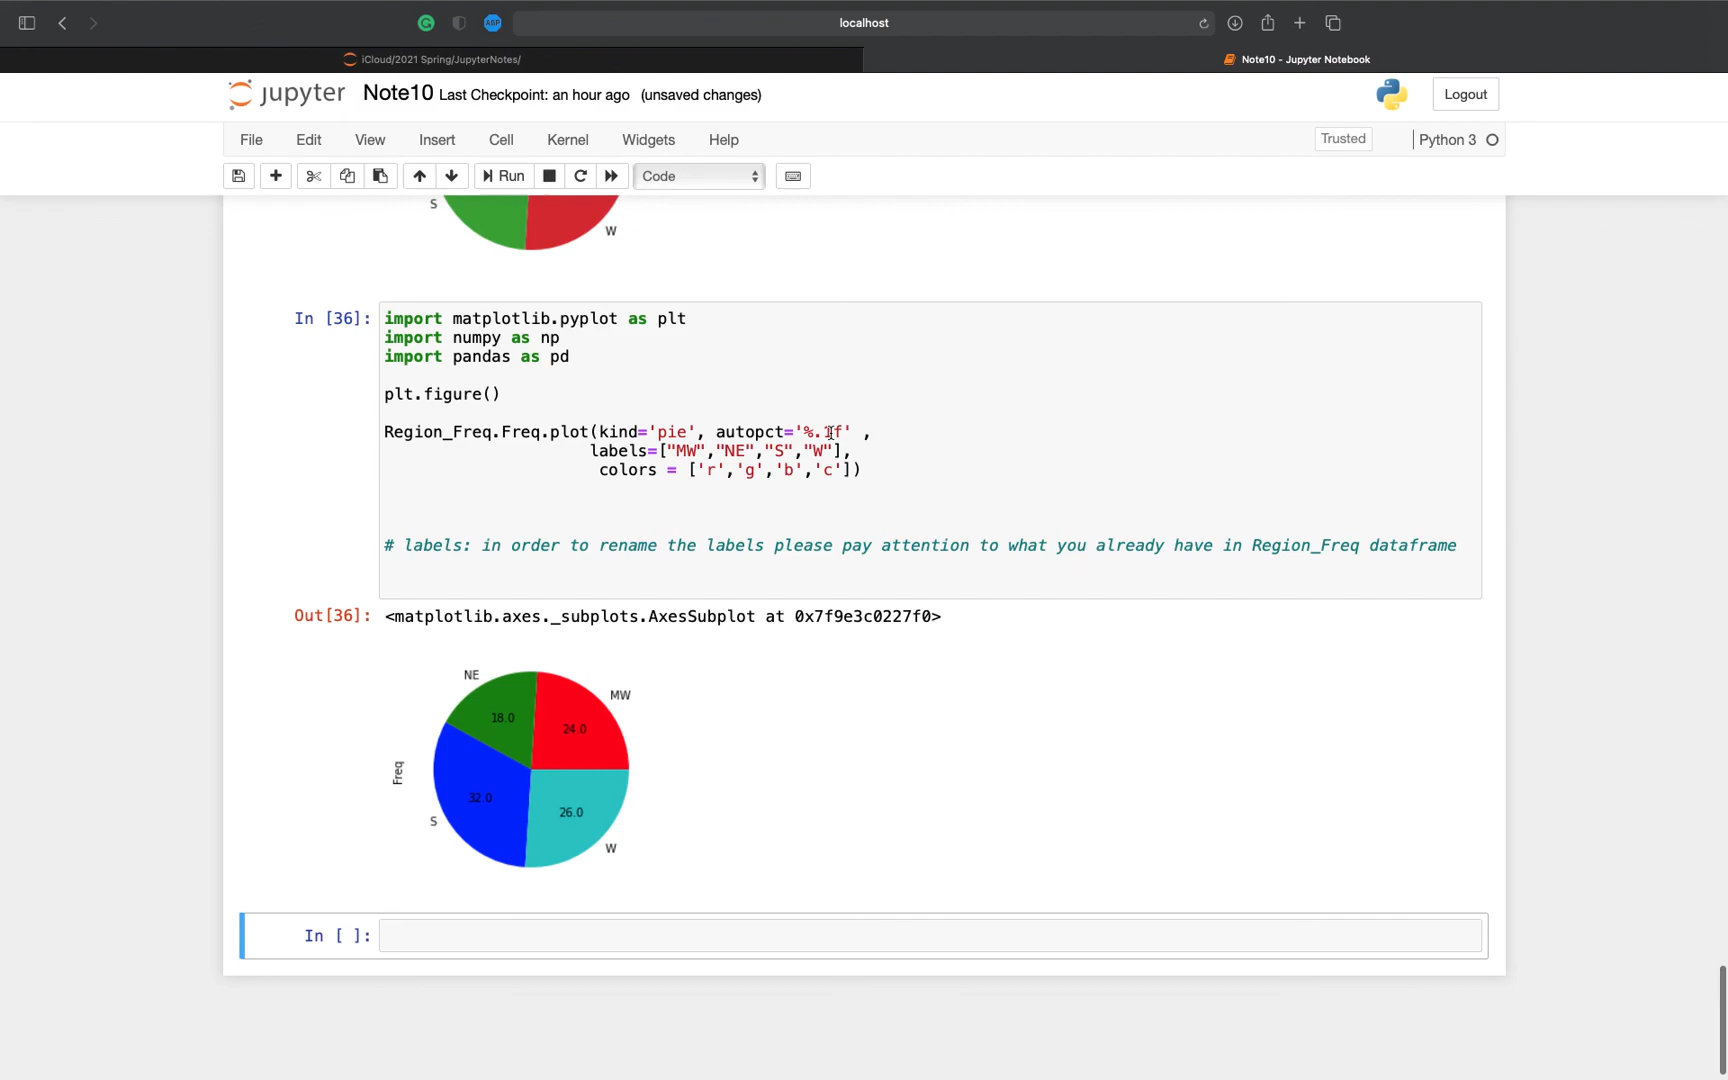 localhost
iCloud/2021 Spring/JupyterNotes/
Note10 - Jupyter Notebook
jupyter Note10 Last Checkpoint: an hour ago (unsaved changes)
Logout
File Edit View Insert Cell Kernel Widgets Help
Trusted Python 3
Run Code
S
W
In [36]: import matplotlib.pyplot as plt
import numpy as np
import pandas as pd
plt.figure()
Region_Freq.Freq.plot(kind='pie', autopct='%.1f' ,
labels=["MW","NE","S","W"],
colors = ['r','g','b','c'])
# labels: in order to rename the labels please pay attention to what you already have in Region_Freq dataframe
Out[36]: <matplotlib.axes._subplots.AxesSubplot at 0x7f9e3c0227f0>
NE
MW
18.0
24.0
Freq
32.0
26.0
S
W
In [ ]:
ABP